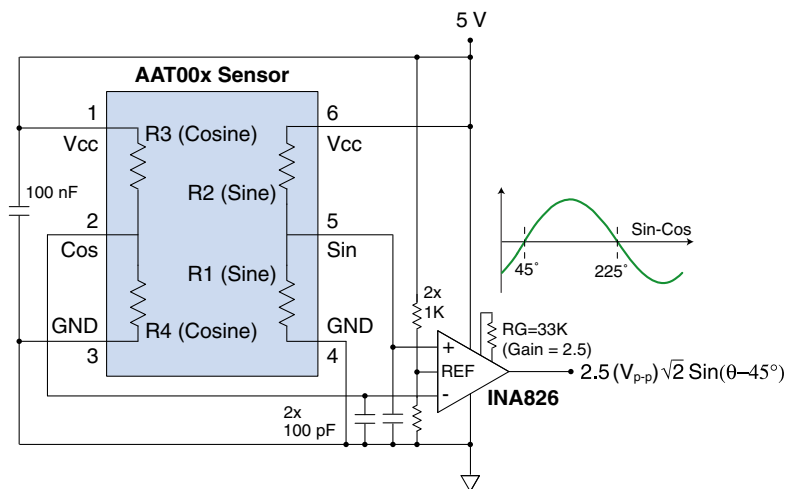 5 V
AAT00x Sensor
1
Vcc
R3 (Cosine)
6
Vcc
R2 (Sine)
100 nF
2
Cos
5
Sin
R1 (Sine)
GND
3
R4 (Cosine)
GND
4
2x
1K
Sin-Cos
45°
225°
RG=33K
(Gain = 2.5)
+
REF
-
INA826
2.5 (Vp-p) √2 Sin(θ–45°)
2x
100 pF